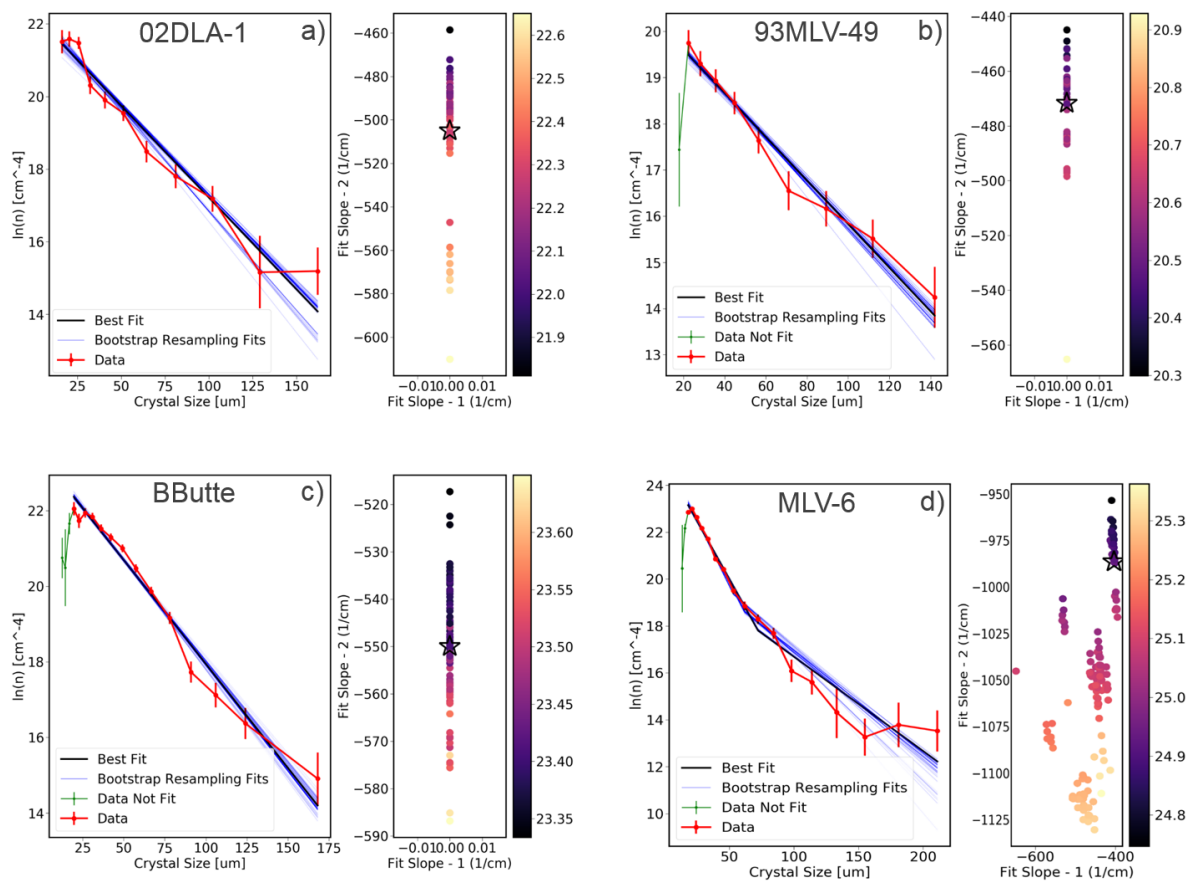 02DLA-1
a)
22
21
20
18
16
14
ln(n) [cm^-4]
Best Fit
Bootstrap Resampling Fits
Data
25 50 75 100 125 150
Crystal Size [um]
Fit Slope - 2 (1/cm)
−460
−480
−500
−520
−540
−560
−580
−600
−0.010.00 0.01
Fit Slope - 1 (1/cm)
22.6
22.5
22.4
22.3
22.2
22.1
22.0
21.9
93MLV-49
b)
20
19
18
17
16
15
14
13
ln(n) [cm^-4]
Best Fit
Bootstrap Resampling Fits
Data Not Fit
Data
20 40 60 80 100 120 140
Crystal Size [um]
Fit Slope - 2 (1/cm)
−440
−460
−480
−500
−520
−540
−560
−0.010.00 0.01
Fit Slope - 1 (1/cm)
20.9
20.8
20.7
20.6
20.5
20.4
20.3
BButte
c)
22
20
18
16
14
ln(n) [cm^-4]
Best Fit
Bootstrap Resampling Fits
Data Not Fit
Data
25 50 75 100 125 150 175
Crystal Size [um]
Fit Slope - 2 (1/cm)
−520
−530
−540
−550
−560
−570
−580
−590
−0.010.00 0.01
Fit Slope - 1 (1/cm)
23.60
23.55
23.50
23.45
23.40
23.35
MLV-6
d)
24
22
20
18
16
14
12
10
ln(n) [cm^-4]
Best Fit
Bootstrap Resampling Fits
Data Not Fit
Data
50 100 150 200
Crystal Size [um]
Fit Slope - 2 (1/cm)
−950
−975
−1000
−1025
−1050
−1075
−1100
−1125
−600 −400
Fit Slope - 1 (1/cm)
25.3
25.2
25.1
25.0
24.9
24.8